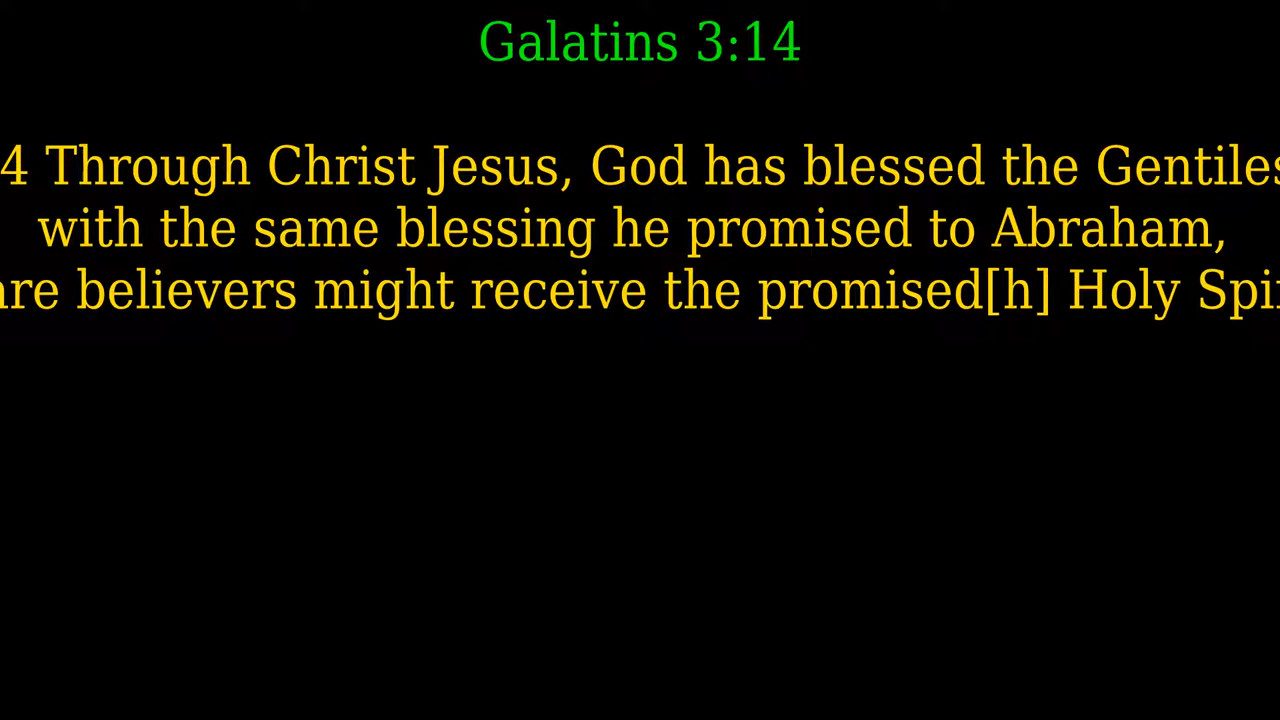 Galatins 3:14
4 Through Christ Jesus, God has blessed the Gentiles
with the same blessing he promised to Abraham,
are believers might receive the promised[h] Holy